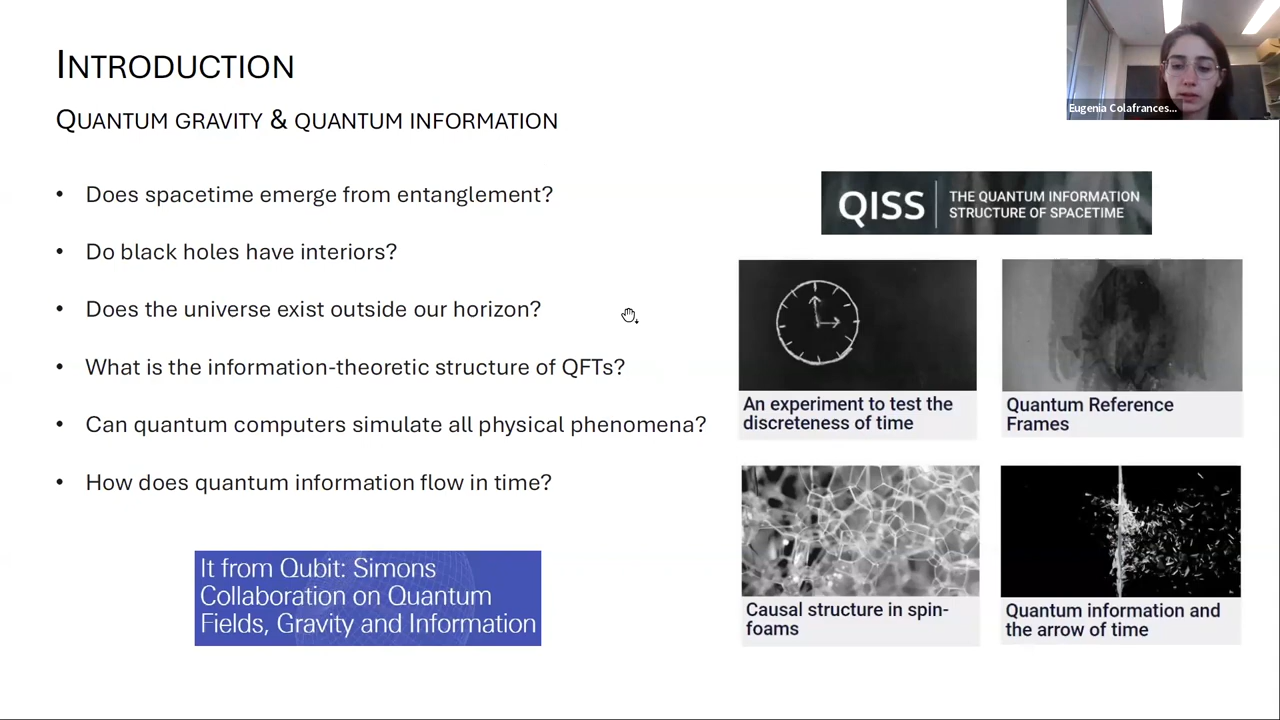 INTRODUCTION
QUANTUM GRAVITY & QUANTUM INFORMATION
• Does spacetime emerge from entanglement?
• Do black holes have interiors?
• Does the universe exist outside our horizon?
• What is the information-theoretic structure of QFTs?
• Can quantum computers simulate all physical phenomena?
• How does quantum information flow in time?
It from Qubit: Simons
Collaboration on Quantum
Fields, Gravity and Information
Eugenia Colafrances...
QISS
THE QUANTUM INFORMATION
STRUCTURE OF SPACETIME
An experiment to test the
discreteness of time
Quantum Reference
Frames
Causal structure in spin-
foams
Quantum information and
the arrow of time